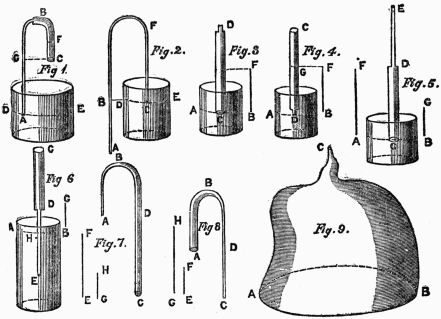 B
F
G C
Fig 1.
D E
A
F
Fig. 2.
B D C E
A
D
Fig. 3
F
A B
C
C
Fig. 4.
G F
A B
D
E
F D
Fig. 5.
G
A C B
C
Fig 6
D G
A H B
E
B
A D
F
Fig. 7.
H
E G C
B
H Fig 8
A D
F
G E C
C
Fig. 9.
A B